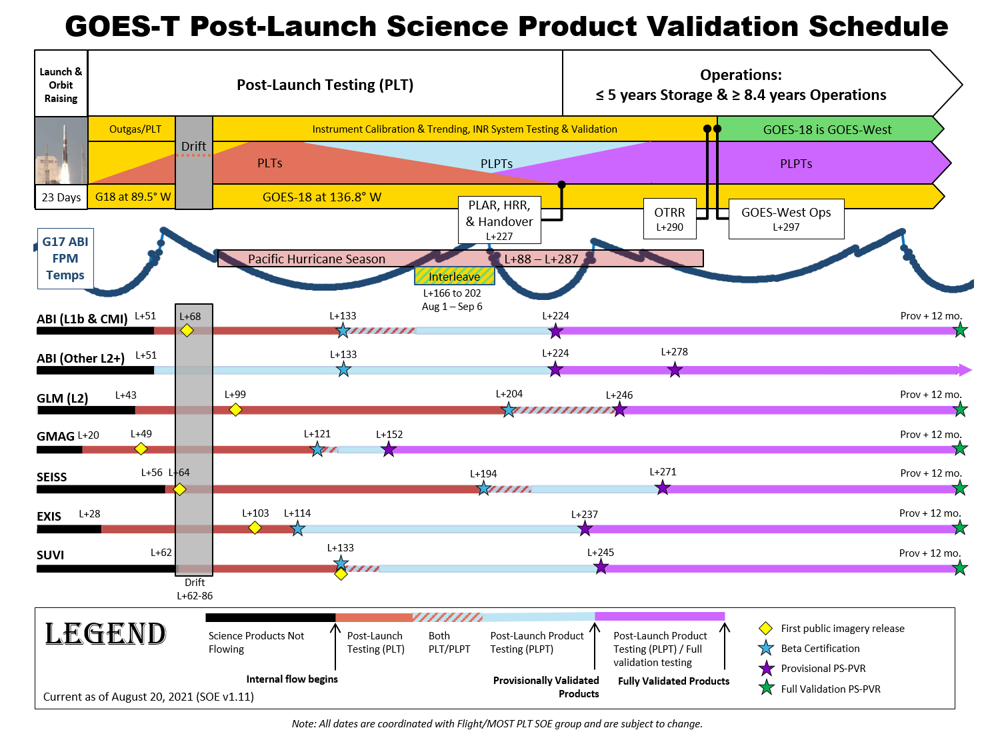 GOES-T Post-Launch Science Product Validation Schedule
Launch &
Orbit
Raising
Post-Launch Testing (PLT)
Operations:
≤ 5 years Storage & ≥ 8.4 years Operations
Outgas/PLT
Drift
Instrument Calibration & Trending, INR System Testing & Validation
GOES-18 is GOES-West
PLTs
PLPTs
PLPTs
23 Days
G18 at 89.5° W
GOES-18 at 136.8° W
PLAR, HRR,
& Handover
L+227
OTRR
L+290
GOES-West Ops
L+297
G17 ABI
FPM
Temps
Pacific Hurricane Season
L+88 – L+287
Interleave
L+166 to 202
Aug 1 – Sep 6
ABI (L1b & CMI)
L+51
L+68
L+133
L+224
Prov + 12 mo.
ABI (Other L2+)
L+51
L+133
L+224
L+278
GLM (L2)
L+43
L+99
L+204
L+246
Prov + 12 mo.
GMAG
L+20
L+49
L+121
L+152
Prov + 12 mo.
SEISS
L+56
L+64
L+194
L+271
Prov + 12 mo.
EXIS
L+28
L+103
L+114
L+237
Prov + 12 mo.
SUVI
L+62
L+133
L+245
Prov + 12 mo.
Drift
L+62-86
LEGEND
Science Products Not
Flowing
Post-Launch
Testing (PLT)
Both
PLT/PLPT
Post-Launch Product
Testing (PLPT)
Post-Launch Product
Testing (PLPT) / Full
validation testing
Internal flow begins
Provisionally Validated
Products
Fully Validated Products
First public imagery release
Beta Certification
Provisional PS-PVR
Full Validation PS-PVR
Current as of August 20, 2021 (SOE v1.11)
Note: All dates are coordinated with Flight/MOST PLT SOE group and are subject to change.